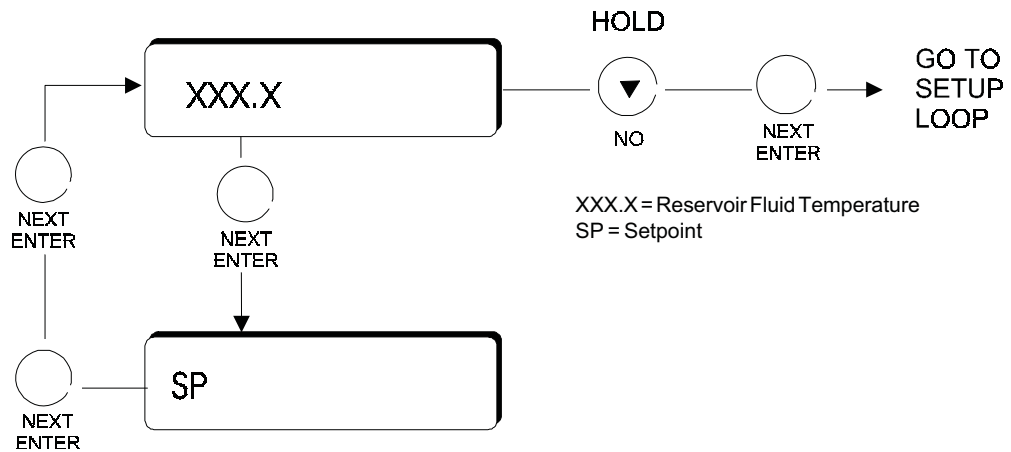 HOLD
XXX.X
GO TO
SETUP
LOOP
NO
NEXT
ENTER
XXX.X = Reservoir Fluid Temperature
SP = Setpoint
NEXT
ENTER
NEXT
ENTER
SP
NEXT
ENTER